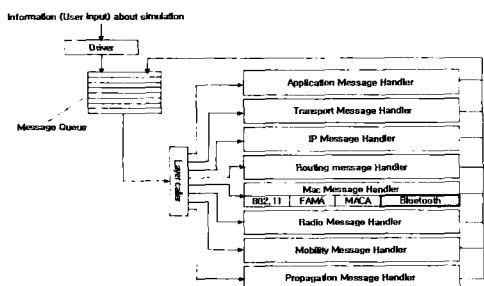 Information (User input) about simulation
Driver
Message Queue
Layer caller
Application Message Handler
Transport Message Handler
IP Message Handler
Routing message Handler
Mac Message Handler
802.11 FAMA MACA Bluetooth
Radio Message Handler
Mobility Message Handler
Propagation Message Handler